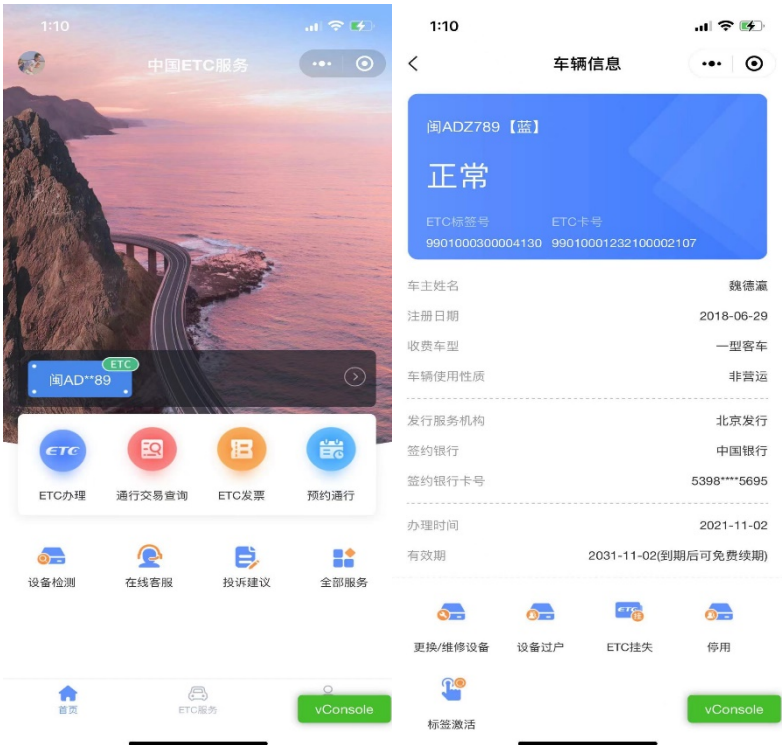 1:10
中国ETC服务
ETC
闽AD**89
ETC
ETC办理
通行交易查询
ETC发票
预约通行
设备检测
在线客服
投诉建议
全部服务
首页
ETC服务
vConsole
1:10
车辆信息
闽ADZ789【蓝】
正常
ETC标签号
ETC卡号
9901000300004130
99010001232100002107
车主姓名
魏德瀛
注册日期
2018-06-29
收费车型
一型客车
车辆使用性质
非营运
发行服务机构
北京发行
签约银行
中国银行
签约银行卡号
5398****5695
办理时间
2021-11-02
有效期
2031-11-02(到期后可免费续期)
ETC
挂
更换/维修设备
设备过户
ETC挂失
停用
标签激活
vConsole